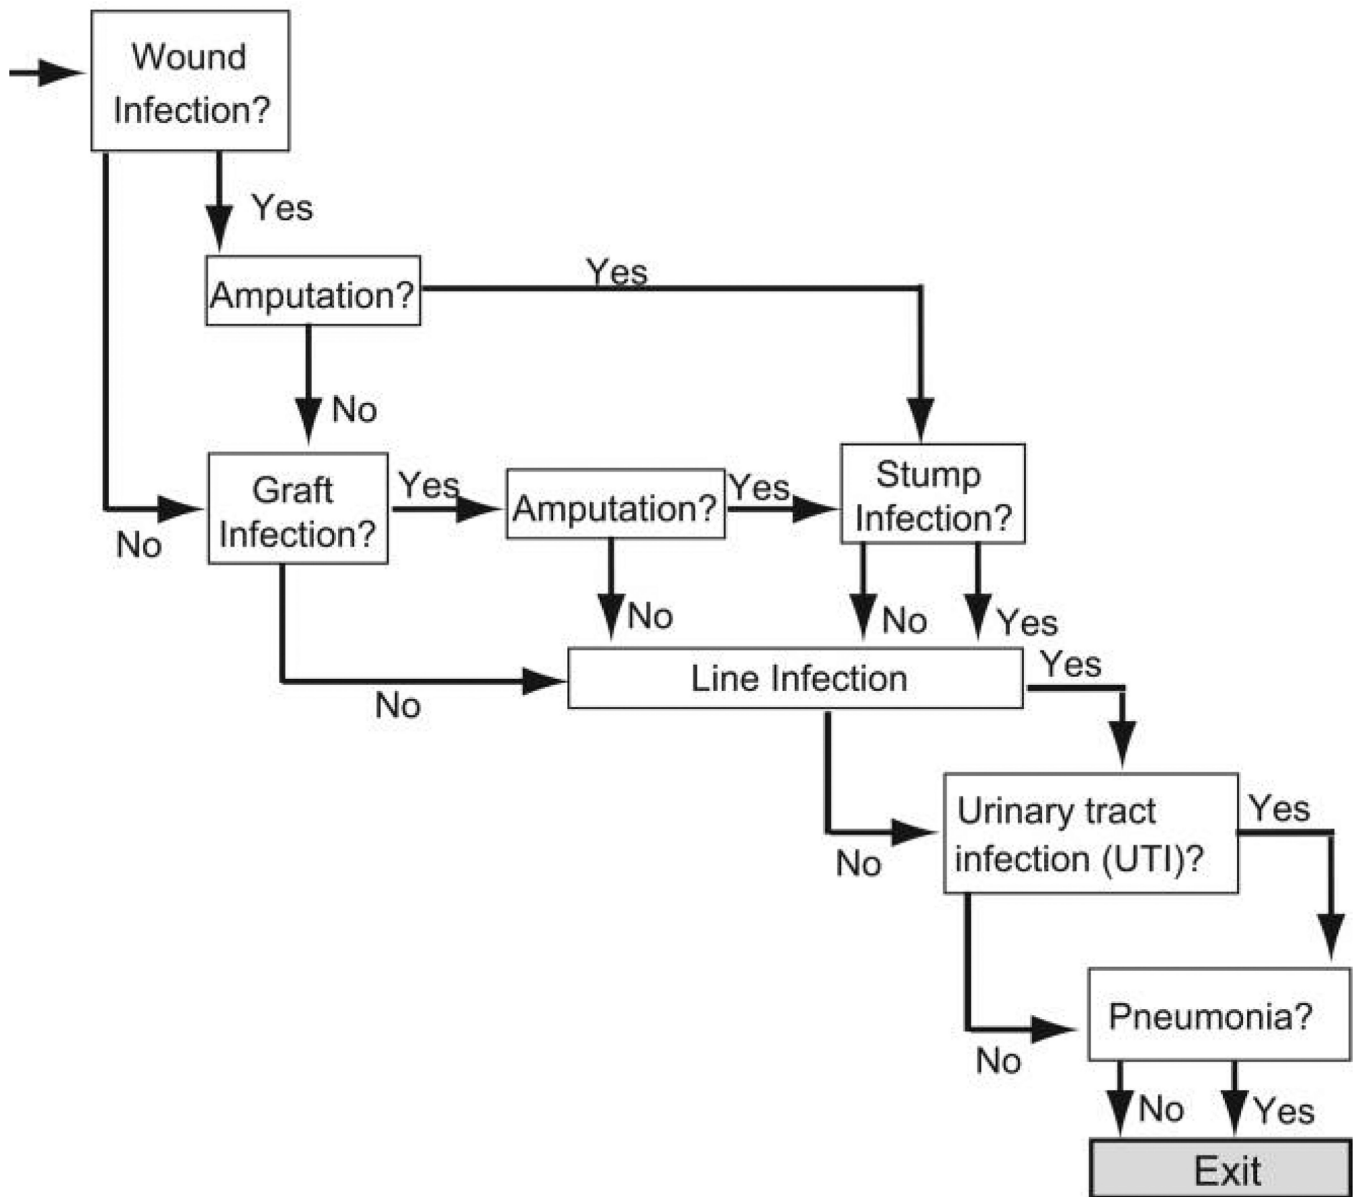 Wound
Infection?
Yes
Amputation?
Yes
No
Graft
Infection?
No
Yes
Amputation?
Yes
Stump
Infection?
No
No
Yes
Line Infection
Yes
No
No
Urinary tract
infection (UTI)?
Yes
No
Pneumonia?
No
Yes
Exit